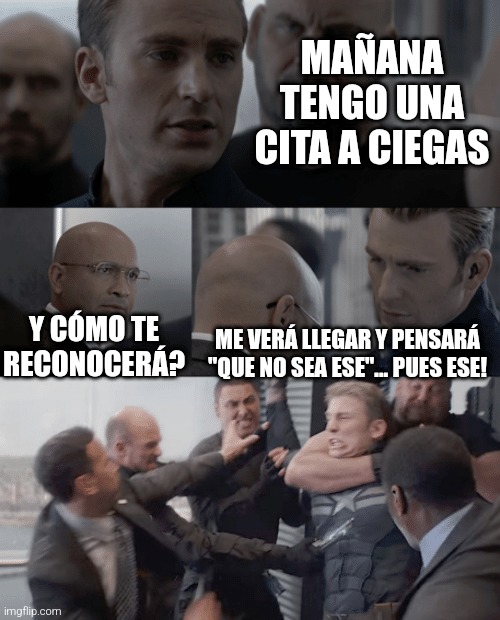 MAÑANA
TENGO UNA
CITA A CIEGAS
Y CÓMO TE
RECONOCERÁ?
ME VERÁ LLEGAR Y PENSARÁ
"QUE NO SEA ESE"... PUES ESE!
imgflip.com